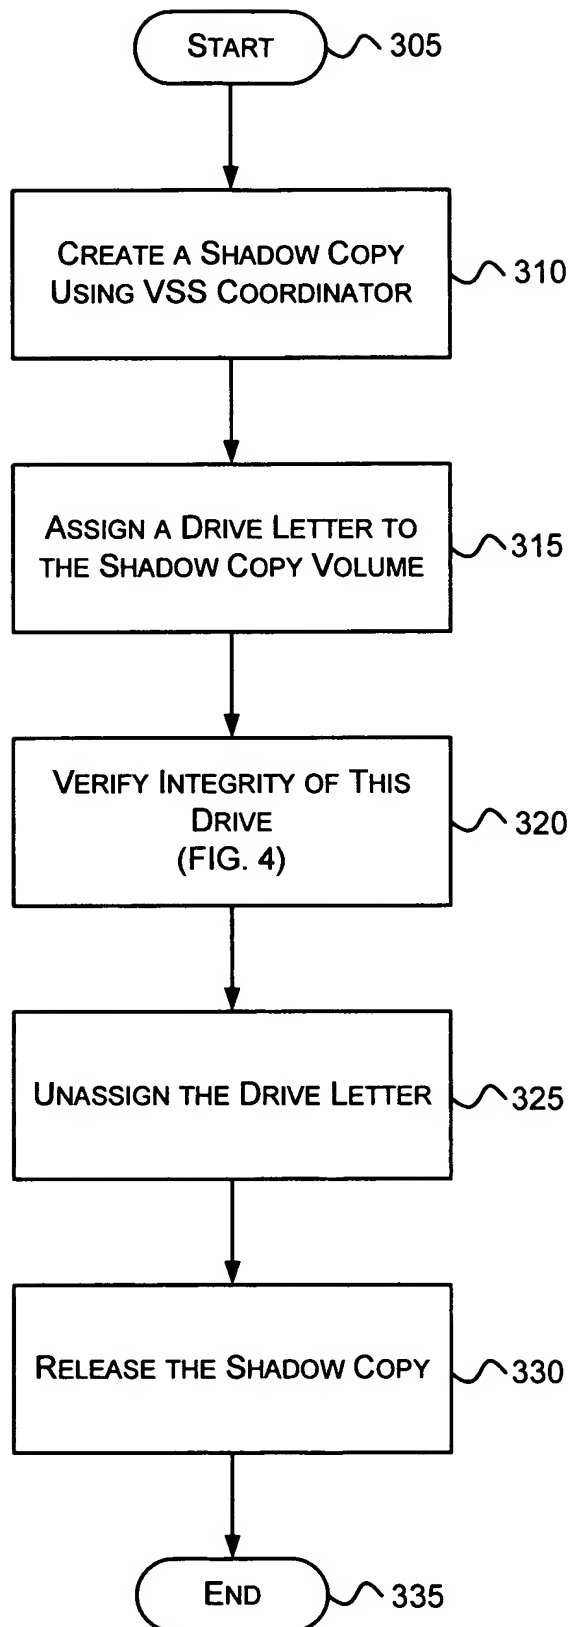 START
305
CREATE A SHADOW COPY
USING VSS COORDINATOR
310
ASSIGN A DRIVE LETTER TO
THE SHADOW COPY VOLUME
315
VERIFY INTEGRITY OF THIS
DRIVE
(FIG. 4)
320
UNASSIGN THE DRIVE LETTER
325
RELEASE THE SHADOW COPY
330
END
335